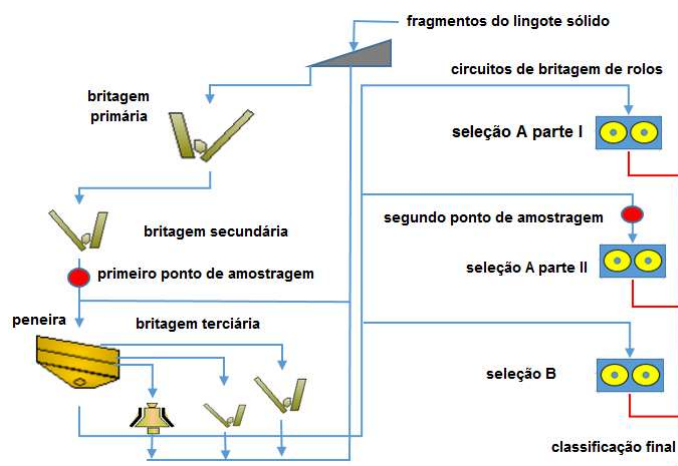 fragmentos do lingote sólido
circuitos de britagem de rolos
britagem
primária
seleção A parte I
segundo ponto de amostragem
britagem secundária
primeiro ponto de amostragem
seleção A parte II
peneira
britagem terciária
seleção B
classificação final